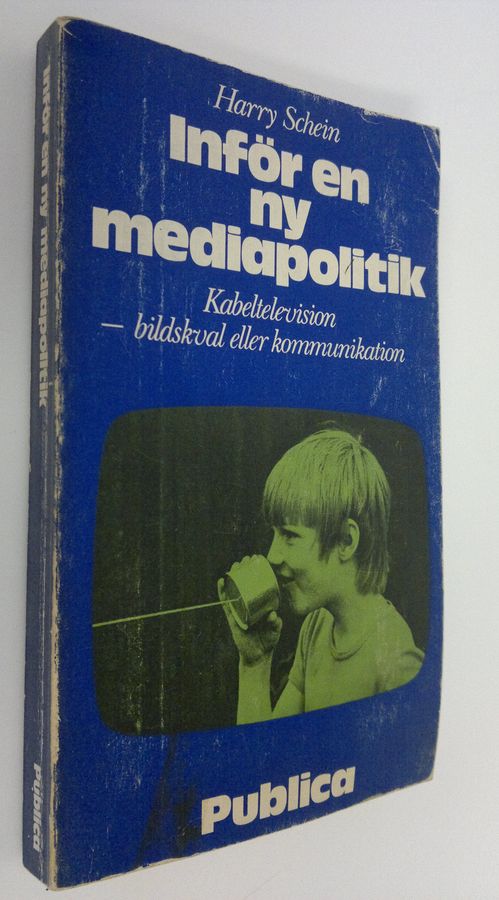 Harry Schein
Inför en
ny
mediapolitik
Kabeltelevision
– bildskval eller kommunikation
Publica
Inför en ny mediapolitik
Publica